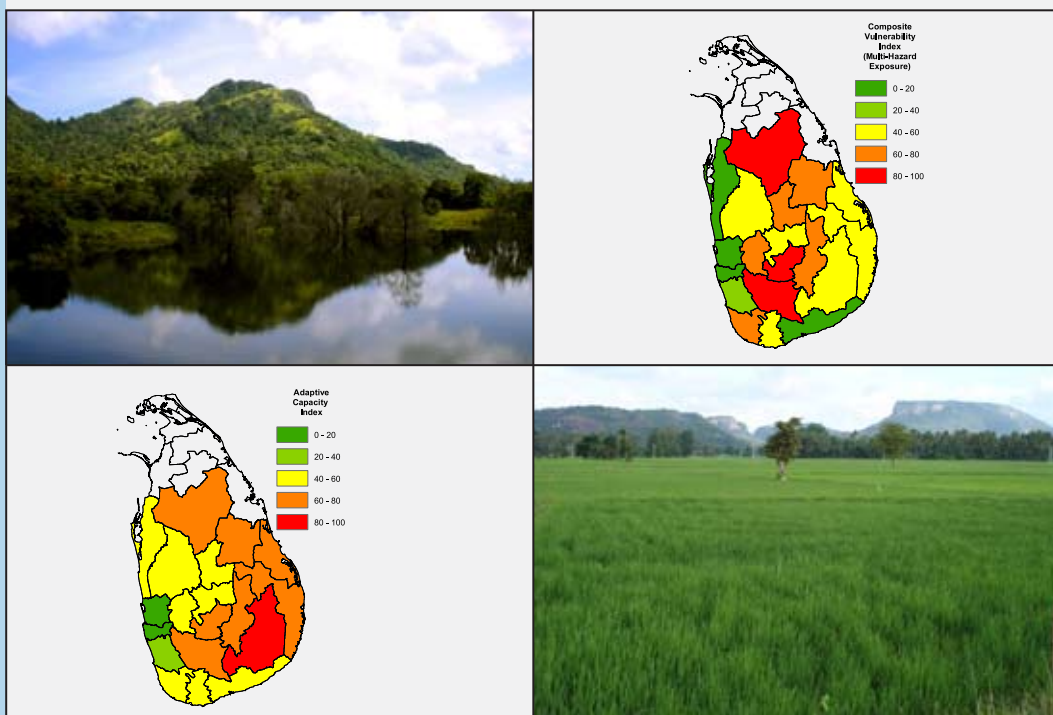 Composite
Vulnerability
Index
(Multi-Hazard
Exposure)
0 - 20
20 - 40
40 - 60
60 - 80
80 - 100
Adaptive
Capacity
Index
0 - 20
20 - 40
40 - 60
60 - 80
80 - 100